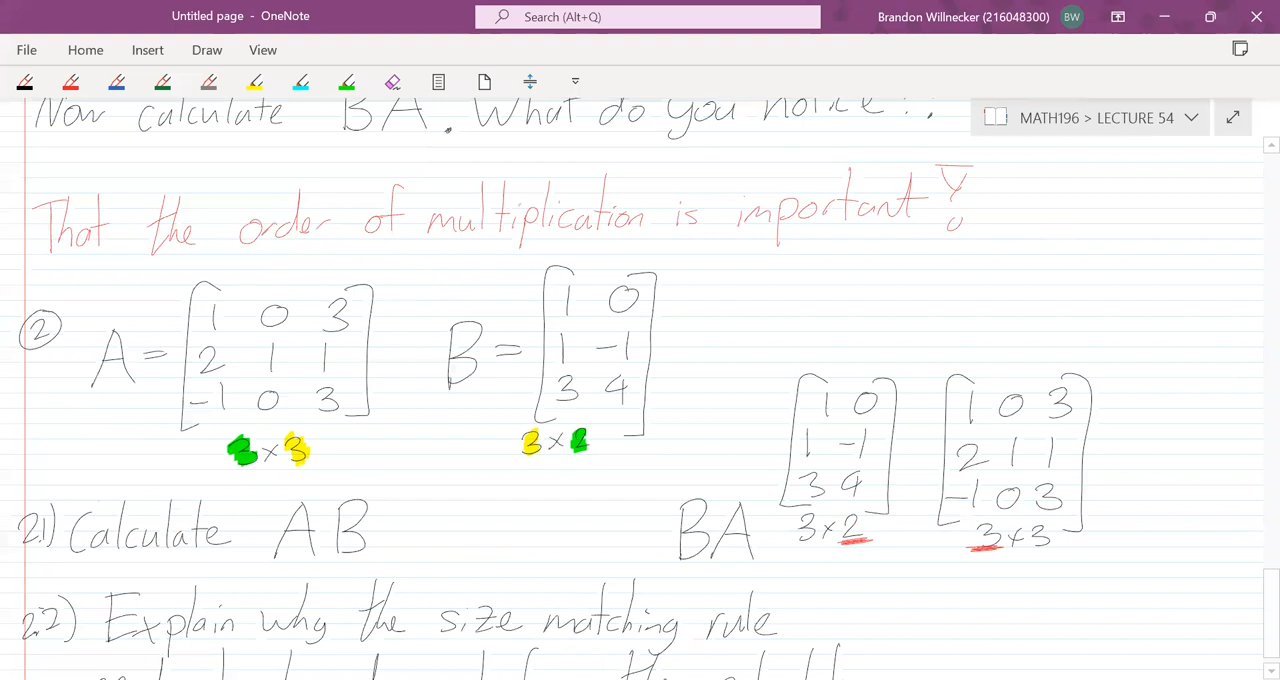 Untitled page - OneNote
Search (Alt+Q)
Brandon Willnecker (216048300)
BW
File Home Insert Draw View
MATH196 > LECTURE 54
Now calculate BA. What do you notice?.
That the order of multiplication is important!
2
A = [1 0 3
2 1 1
-1 0 3]
3 × 3
B = [1 0
1 -1
3 4]
3 × 2
2.1) Calculate AB
BA
[1 0
1 -1
3 4]
3 × 2
[1 0 3
2 1 1
-1 0 3]
3 × 3
2.2) Explain why the size matching rule